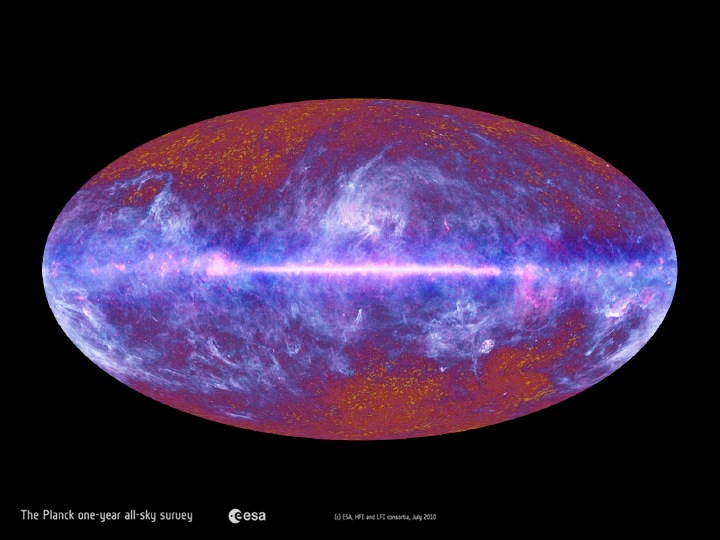 The Planck one-year all-sky survey
esa
(c) ESA, HFI and LFI consortia, July 2010